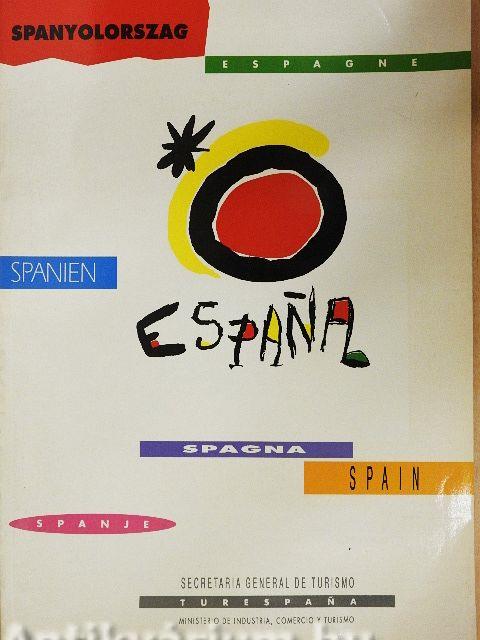 SPANYOLORSZAG
ESPAGNE
SPANIEN
ESPAÑA
SPAGNA
SPAIN
SPANJE
SECRETARIA GENERAL DE TURISMO
TURESPAÑA
MINISTERIO DE INDUSTRIA, COMERCIO Y TURISMO